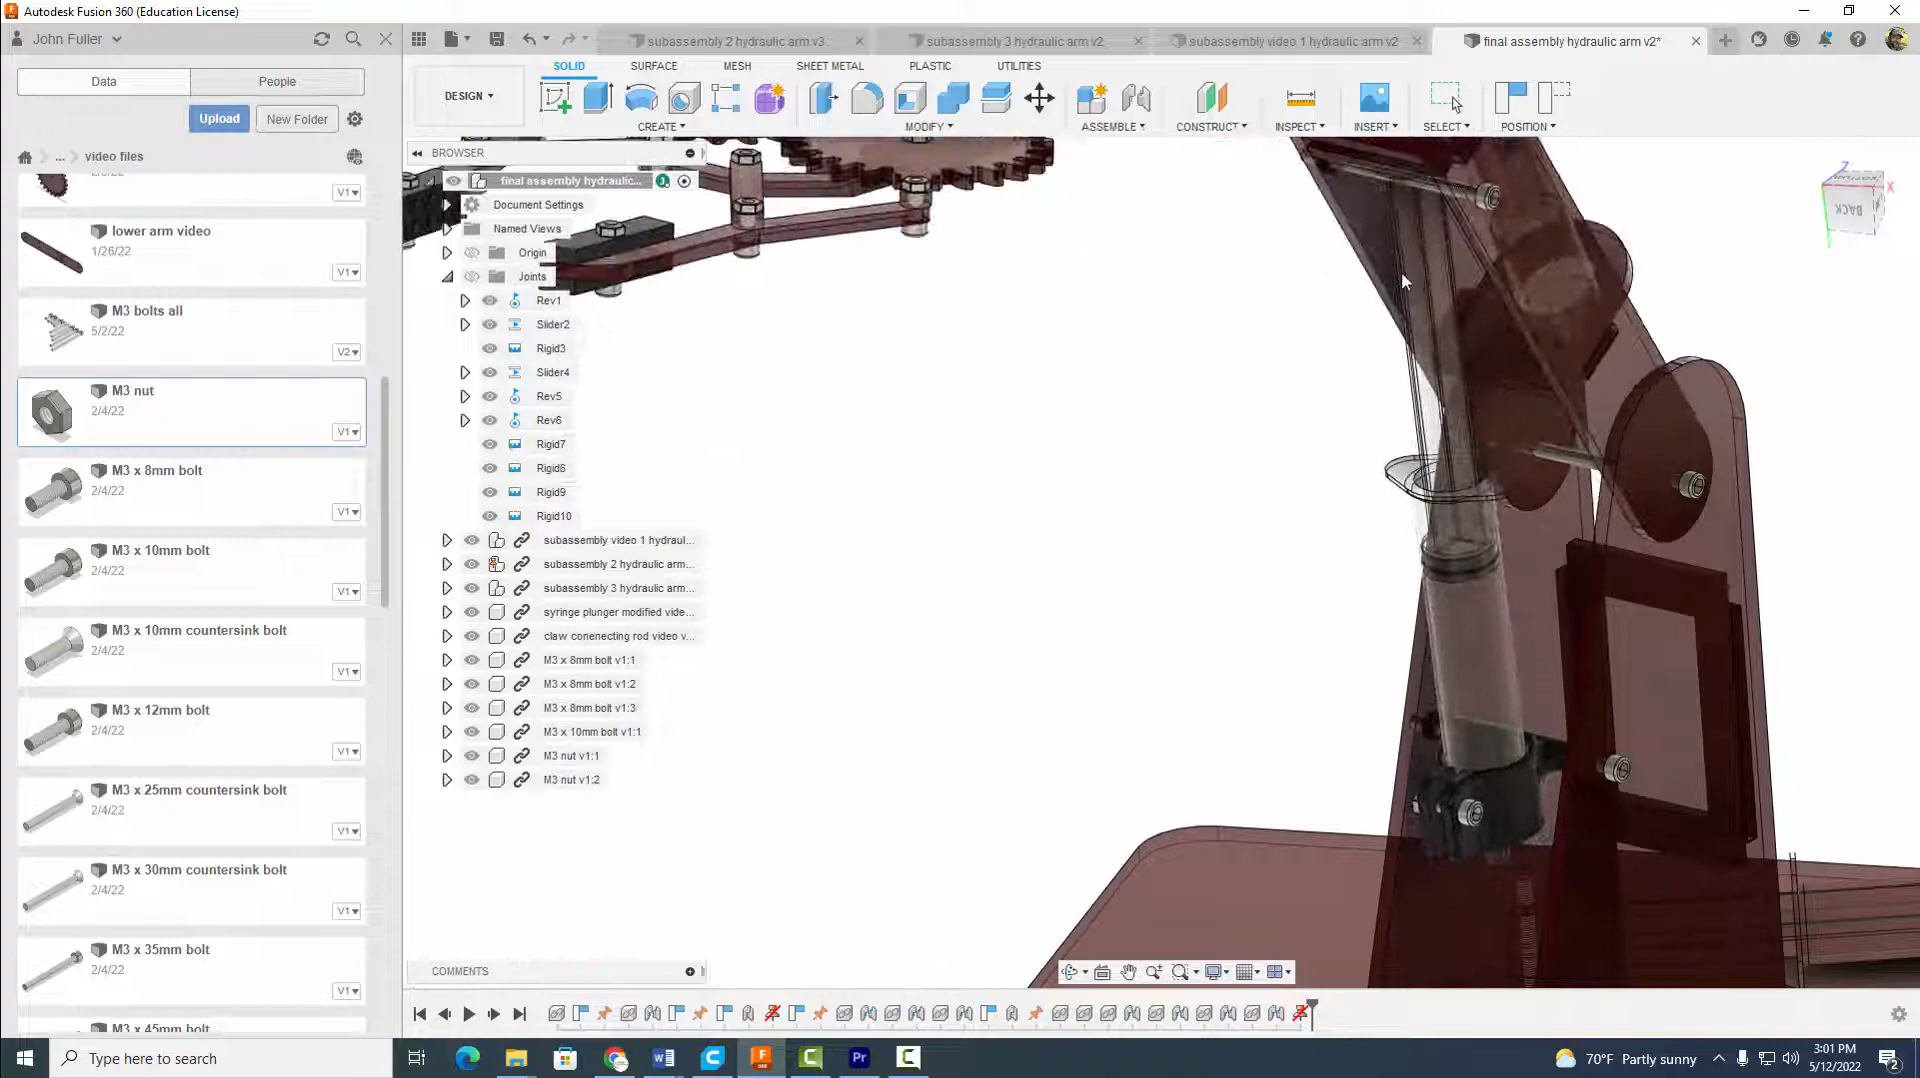 Autodesk Fusion 360 (Education License)
John Fuller
subassembly 2 hydraulic arm v3
subassembly 3 hydraulic arm v2
subassembly video 1 hydraulic arm v2
final assembly hydraulic arm v2*
Data
People
SOLID
SURFACE
MESH
SHEET METAL
PLASTIC
UTILITIES
DESIGN
Upload
New Folder
CREATE
MODIFY
ASSEMBLE
CONSTRUCT
INSPECT
INSERT
SELECT
POSITION
...
video files
V1
lower arm video
1/26/22
V1
M3 bolts all
5/2/22
V2
M3 nut
2/4/22
V1
M3 x 8mm bolt
2/4/22
V1
M3 x 10mm bolt
2/4/22
V1
M3 x 10mm countersink bolt
2/4/22
V1
M3 x 12mm bolt
2/4/22
V1
M3 x 25mm countersink bolt
2/4/22
V1
M3 x 30mm countersink bolt
2/4/22
V1
M3 x 35mm bolt
2/4/22
V1
M3 x 45mm bolt
BROWSER
final assembly hydraulic...
Document Settings
Named Views
Origin
Joints
Rev1
Slider2
Rigid3
Slider4
Rev5
Rev6
Rigid7
Rigid8
Rigid9
Rigid10
subassembly video 1 hydraul...
subassembly 2 hydraulic arm...
subassembly 3 hydraulic arm...
syringe plunger modified vide...
claw conenecting rod video v...
M3 x 8mm bolt v1:1
M3 x 8mm bolt v1:2
M3 x 8mm bolt v1:3
M3 x 10mm bolt v1:1
M3 nut v1:1
M3 nut v1:2
Z
X
BOTTOM
BACK
COMMENTS
Type here to search
70°F Partly sunny
3:01 PM
5/12/2022
2